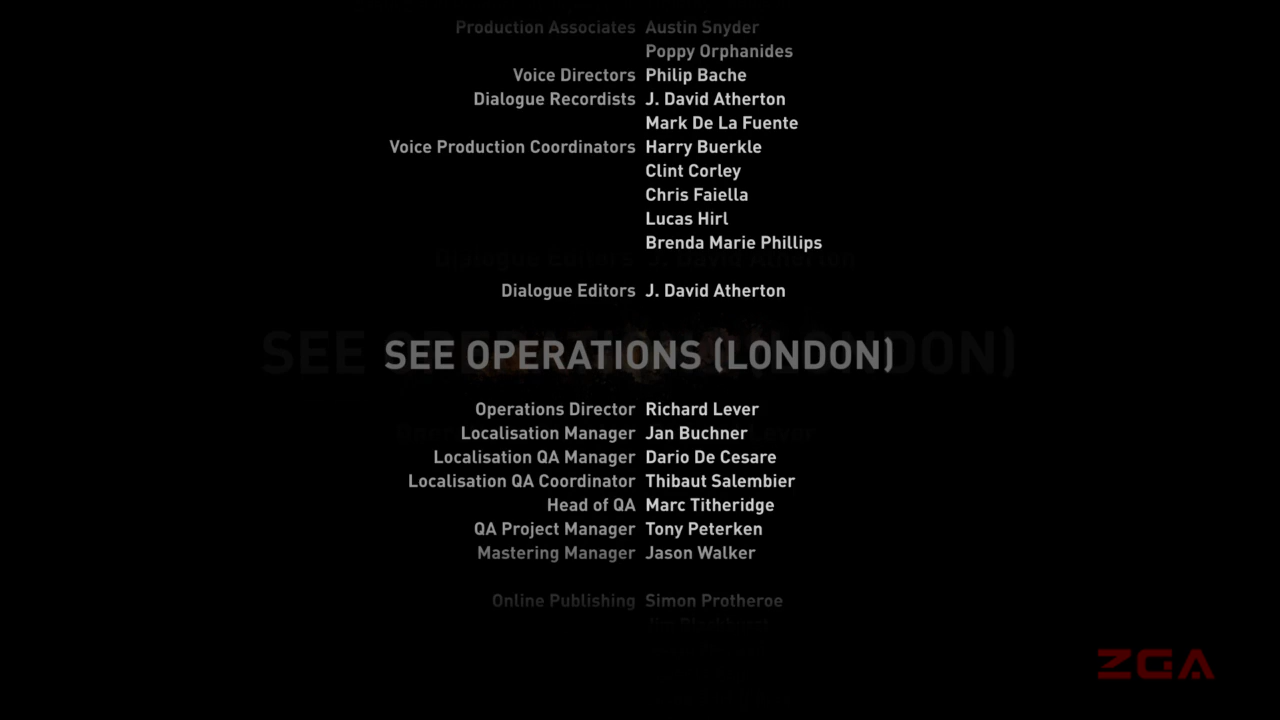 Production Associates Austin Snyder
Poppy Orphanides
Voice Directors Philip Bache
Dialogue Recordists J. David Atherton
Mark De La Fuente
Voice Production Coordinators Harry Buerkle
Clint Corley
Chris Faiella
Lucas Hirl
Brenda Marie Phillips
Dialogue Editors J. David Atherton
SEE OPERATIONS (LONDON)
Operations Director Richard Lever
Localisation Manager Jan Buchner
Localisation QA Manager Dario De Cesare
Localisation QA Coordinator Thibaut Salembier
Head of QA Marc Titheridge
QA Project Manager Tony Peterken
Mastering Manager Jason Walker
Online Publishing Simon Protheroe
ZGA